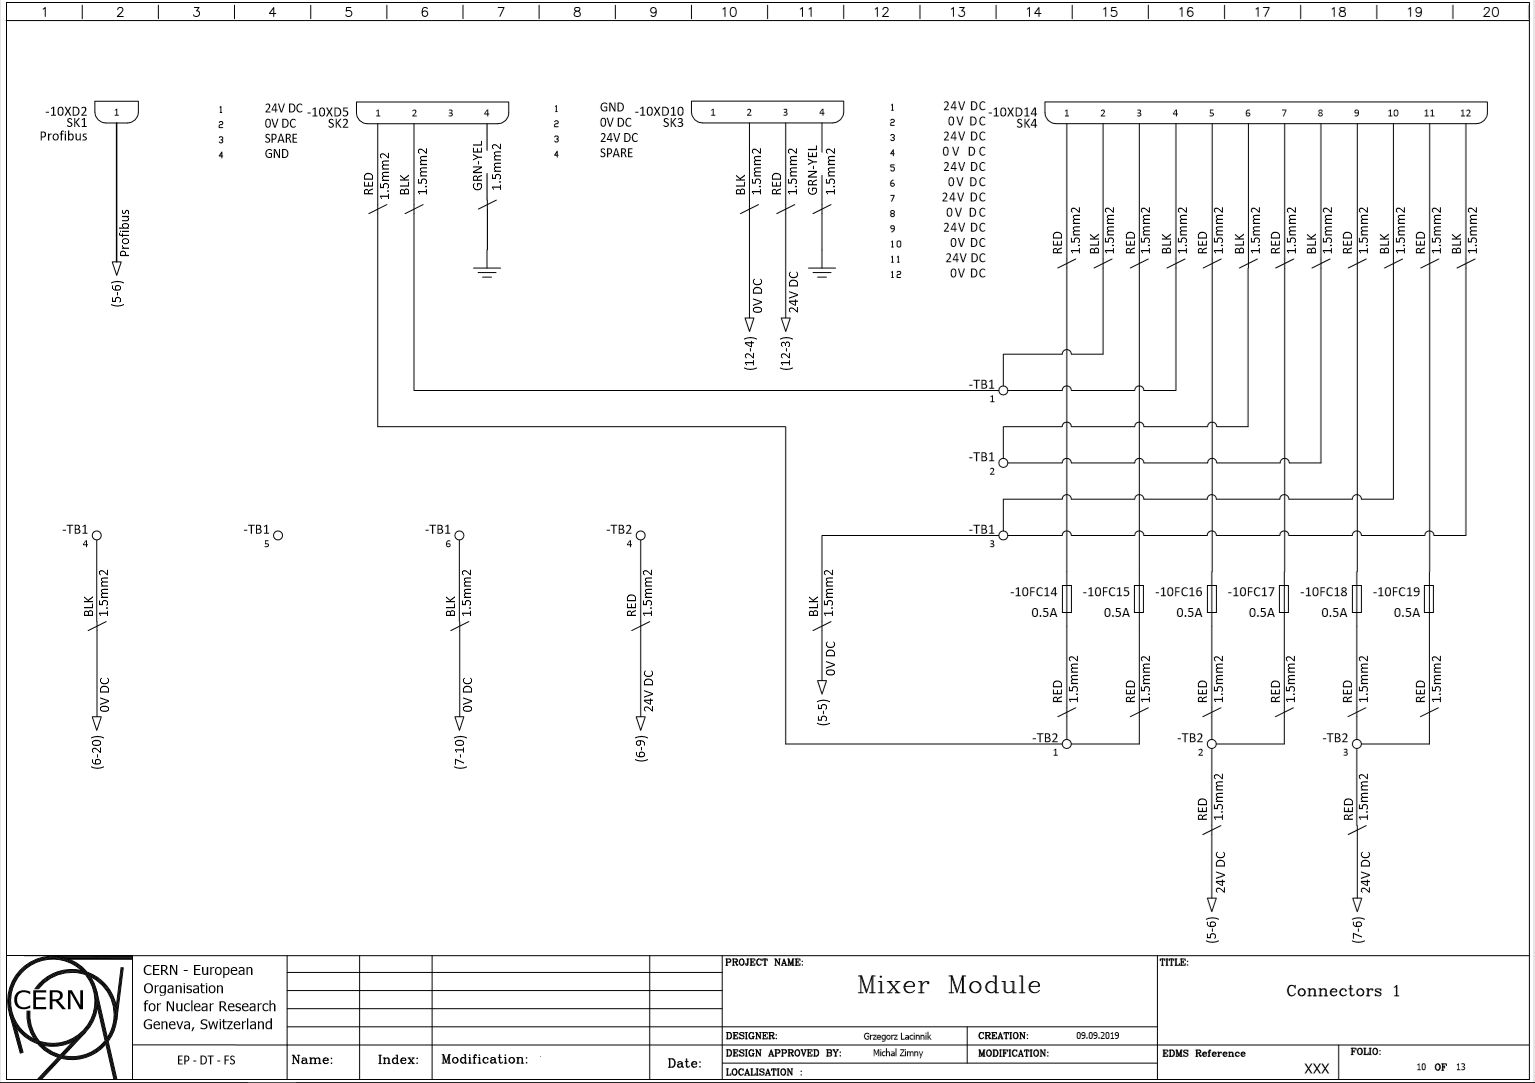 1 2 3 4 5 6 7 8 9 10 11 12 13 14 15 16 17 18 19 20
-10XD2
SK1
Profibus
1
Profibus
(5-6)
1 24V DC
2 0V DC
3 SPARE
4 GND
-10XD5
SK2
1 2 3 4
RED 1.5mm2
BLK 1.5mm2
GRN-YEL 1.5mm2
1 GND
2 0V DC
3 24V DC
4 SPARE
-10XD10
SK3
1 2 3 4
BLK 1.5mm2
RED 1.5mm2
GRN-YEL 1.5mm2
0V DC
24V DC
(12-4)
(12-3)
1 24V DC
2 0V DC
3 24V DC
4 0V DC
5 24V DC
6 0V DC
7 24V DC
8 0V DC
9 24V DC
10 0V DC
11 24V DC
12 0V DC
-10XD14
SK4
1 2 3 4 5 6 7 8 9 10 11 12
RED 1.5mm2
BLK 1.5mm2
RED 1.5mm2
BLK 1.5mm2
RED 1.5mm2
BLK 1.5mm2
RED 1.5mm2
BLK 1.5mm2
RED 1.5mm2
BLK 1.5mm2
RED 1.5mm2
BLK 1.5mm2
-TB1
1
-TB1
2
-TB1
3
-TB1
4
BLK 1.5mm2
0V DC
(6-20)
-TB1
5
-TB1
6
BLK 1.5mm2
0V DC
(7-10)
-TB2
4
RED 1.5mm2
24V DC
(6-9)
BLK 1.5mm2
0V DC
(5-5)
-10FC14
0.5A
-10FC15
0.5A
-10FC16
0.5A
-10FC17
0.5A
-10FC18
0.5A
-10FC19
0.5A
RED 1.5mm2
RED 1.5mm2
RED 1.5mm2
RED 1.5mm2
RED 1.5mm2
RED 1.5mm2
-TB2
1
-TB2
2
-TB2
3
RED 1.5mm2
24V DC
(5-6)
RED 1.5mm2
24V DC
(7-6)
CERN
CERN - European
Organisation
for Nuclear Research
Geneva, Switzerland
EP - DT - FS
Name:
Index:
Modification:
Date:
PROJECT NAME:
Mixer Module
DESIGNER: Grzegorz Lacinnik
CREATION: 09.09.2019
DESIGN APPROVED BY: Michal Zimny
MODIFICATION:
LOCALISATION :
TITLE:
Connectors 1
EDMS Reference
XXX
FOLIO:
10 OF 13